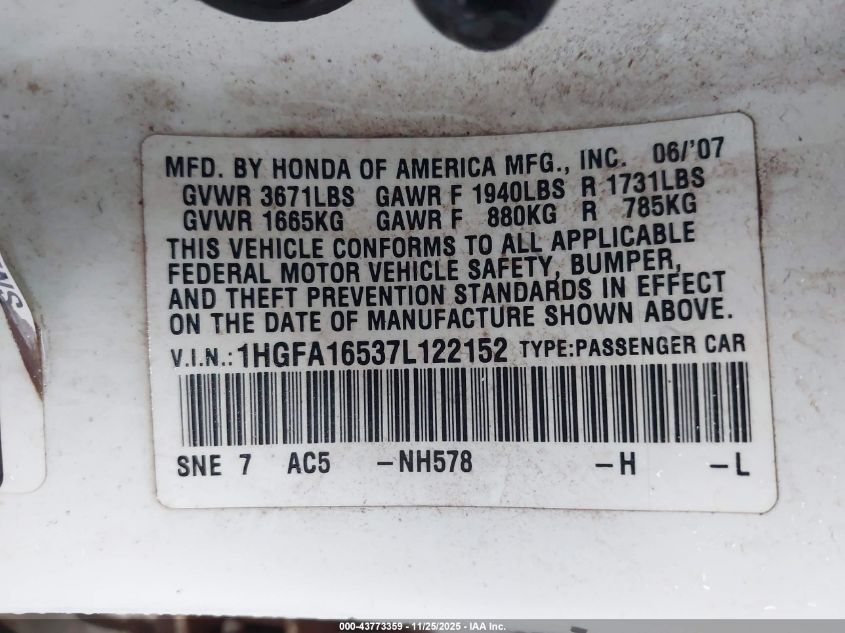 MFD. BY HONDA OF AMERICA MFG., INC. 06/'07
GVWR 3671LBS GAWR F 1940LBS R 1731LBS
GVWR 1665KG GAWR F 880KG R 785KG
THIS VEHICLE CONFORMS TO ALL APPLICABLE
FEDERAL MOTOR VEHICLE SAFETY, BUMPER,
AND THEFT PREVENTION STANDARDS IN EFFECT
ON THE DATE OF MANUFACTURE SHOWN ABOVE.
V.I.N.:1HGFA16537L122152 TYPE:PASSENGER CAR
SNE 7 AC5 -NH578 -H -L
000-43773359 - 11/25/2025 - IAA Inc.